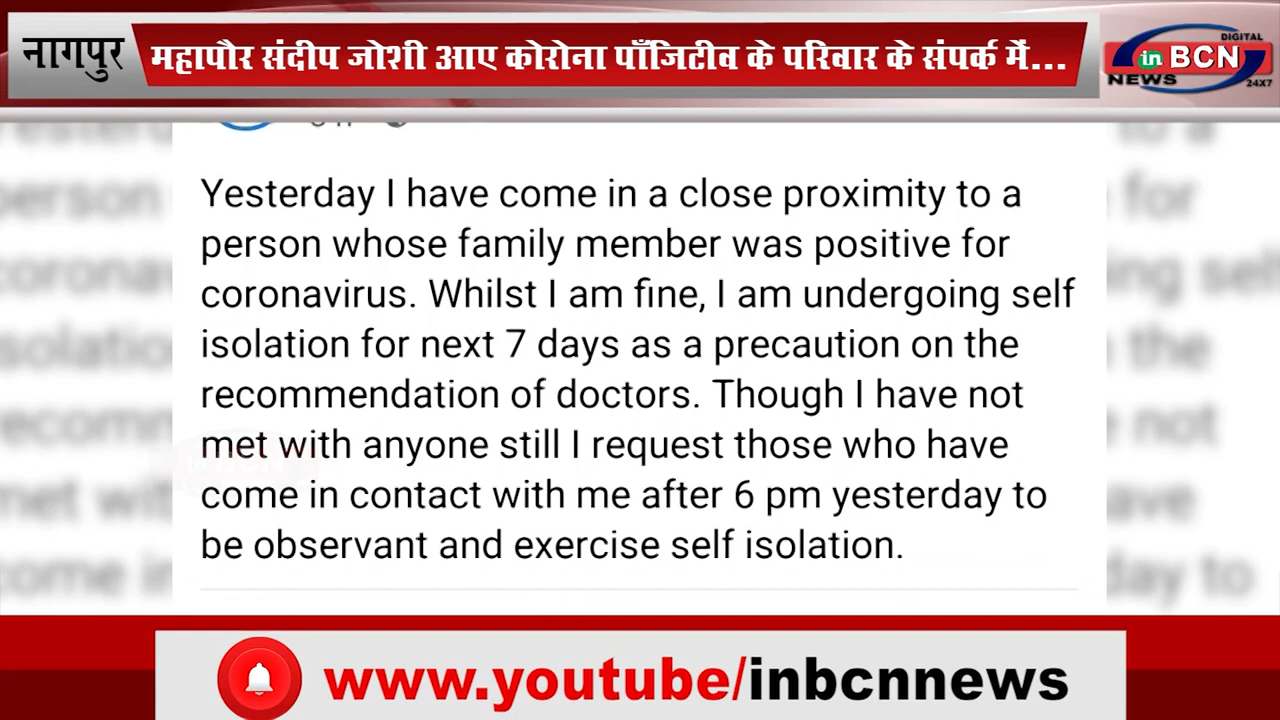 नागपुर
महापौर संदीप जोशी आए कोरोना पाँजिटीव के परिवार के संपर्क में...
DIGITAL
in BCN
NEWS 24X7
Yesterday I have come in a close proximity to a
person whose family member was positive for
coronavirus. Whilst I am fine, I am undergoing self
isolation for next 7 days as a precaution on the
recommendation of doctors. Though I have not
met with anyone still I request those who have
come in contact with me after 6 pm yesterday to
be observant and exercise self isolation.
www.youtube/inbcnnews